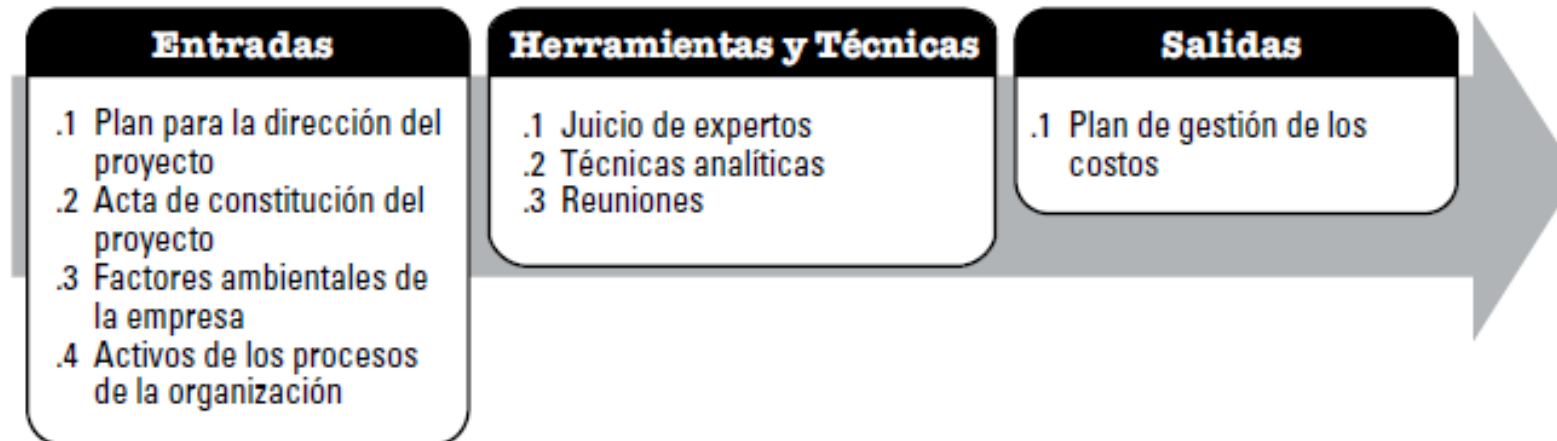 Entradas
.1 Plan para la dirección del
proyecto
.2 Acta de constitución del
proyecto
.3 Factores ambientales de
la empresa
.4 Activos de los procesos
de la organización
Herramientas y Técnicas
.1 Juicio de expertos
.2 Técnicas analíticas
.3 Reuniones
Salidas
.1 Plan de gestión de los
costos